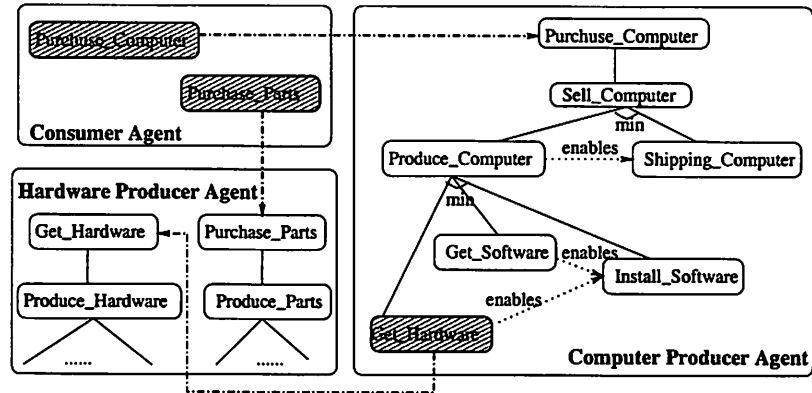 Purchuse_Computer
Purchase_Parts
Consumer Agent
Hardware Producer Agent
Get_Hardware
Purchase_Parts
Produce_Hardware
Produce_Parts
......
......
Purchuse_Computer
Sell_Computer
min
Produce_Computer
enables
Shipping_Computer
min
Get_Software
enables
Install_Software
enables
Get_Hardware
Computer Producer Agent